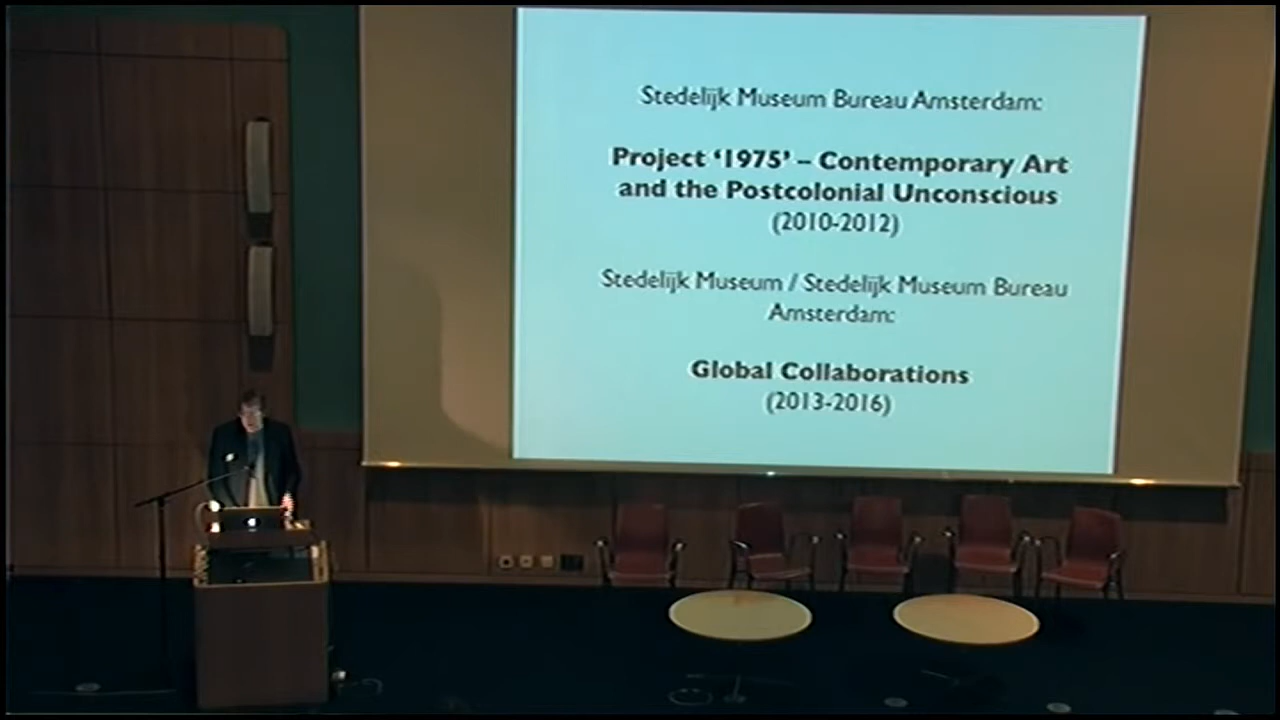 Stedelijk Museum Bureau Amsterdam:
Project ‘1975’ – Contemporary Art
and the Postcolonial Unconscious
(2010-2012)
Stedelijk Museum / Stedelijk Museum Bureau
Amsterdam:
Global Collaborations
(2013-2016)